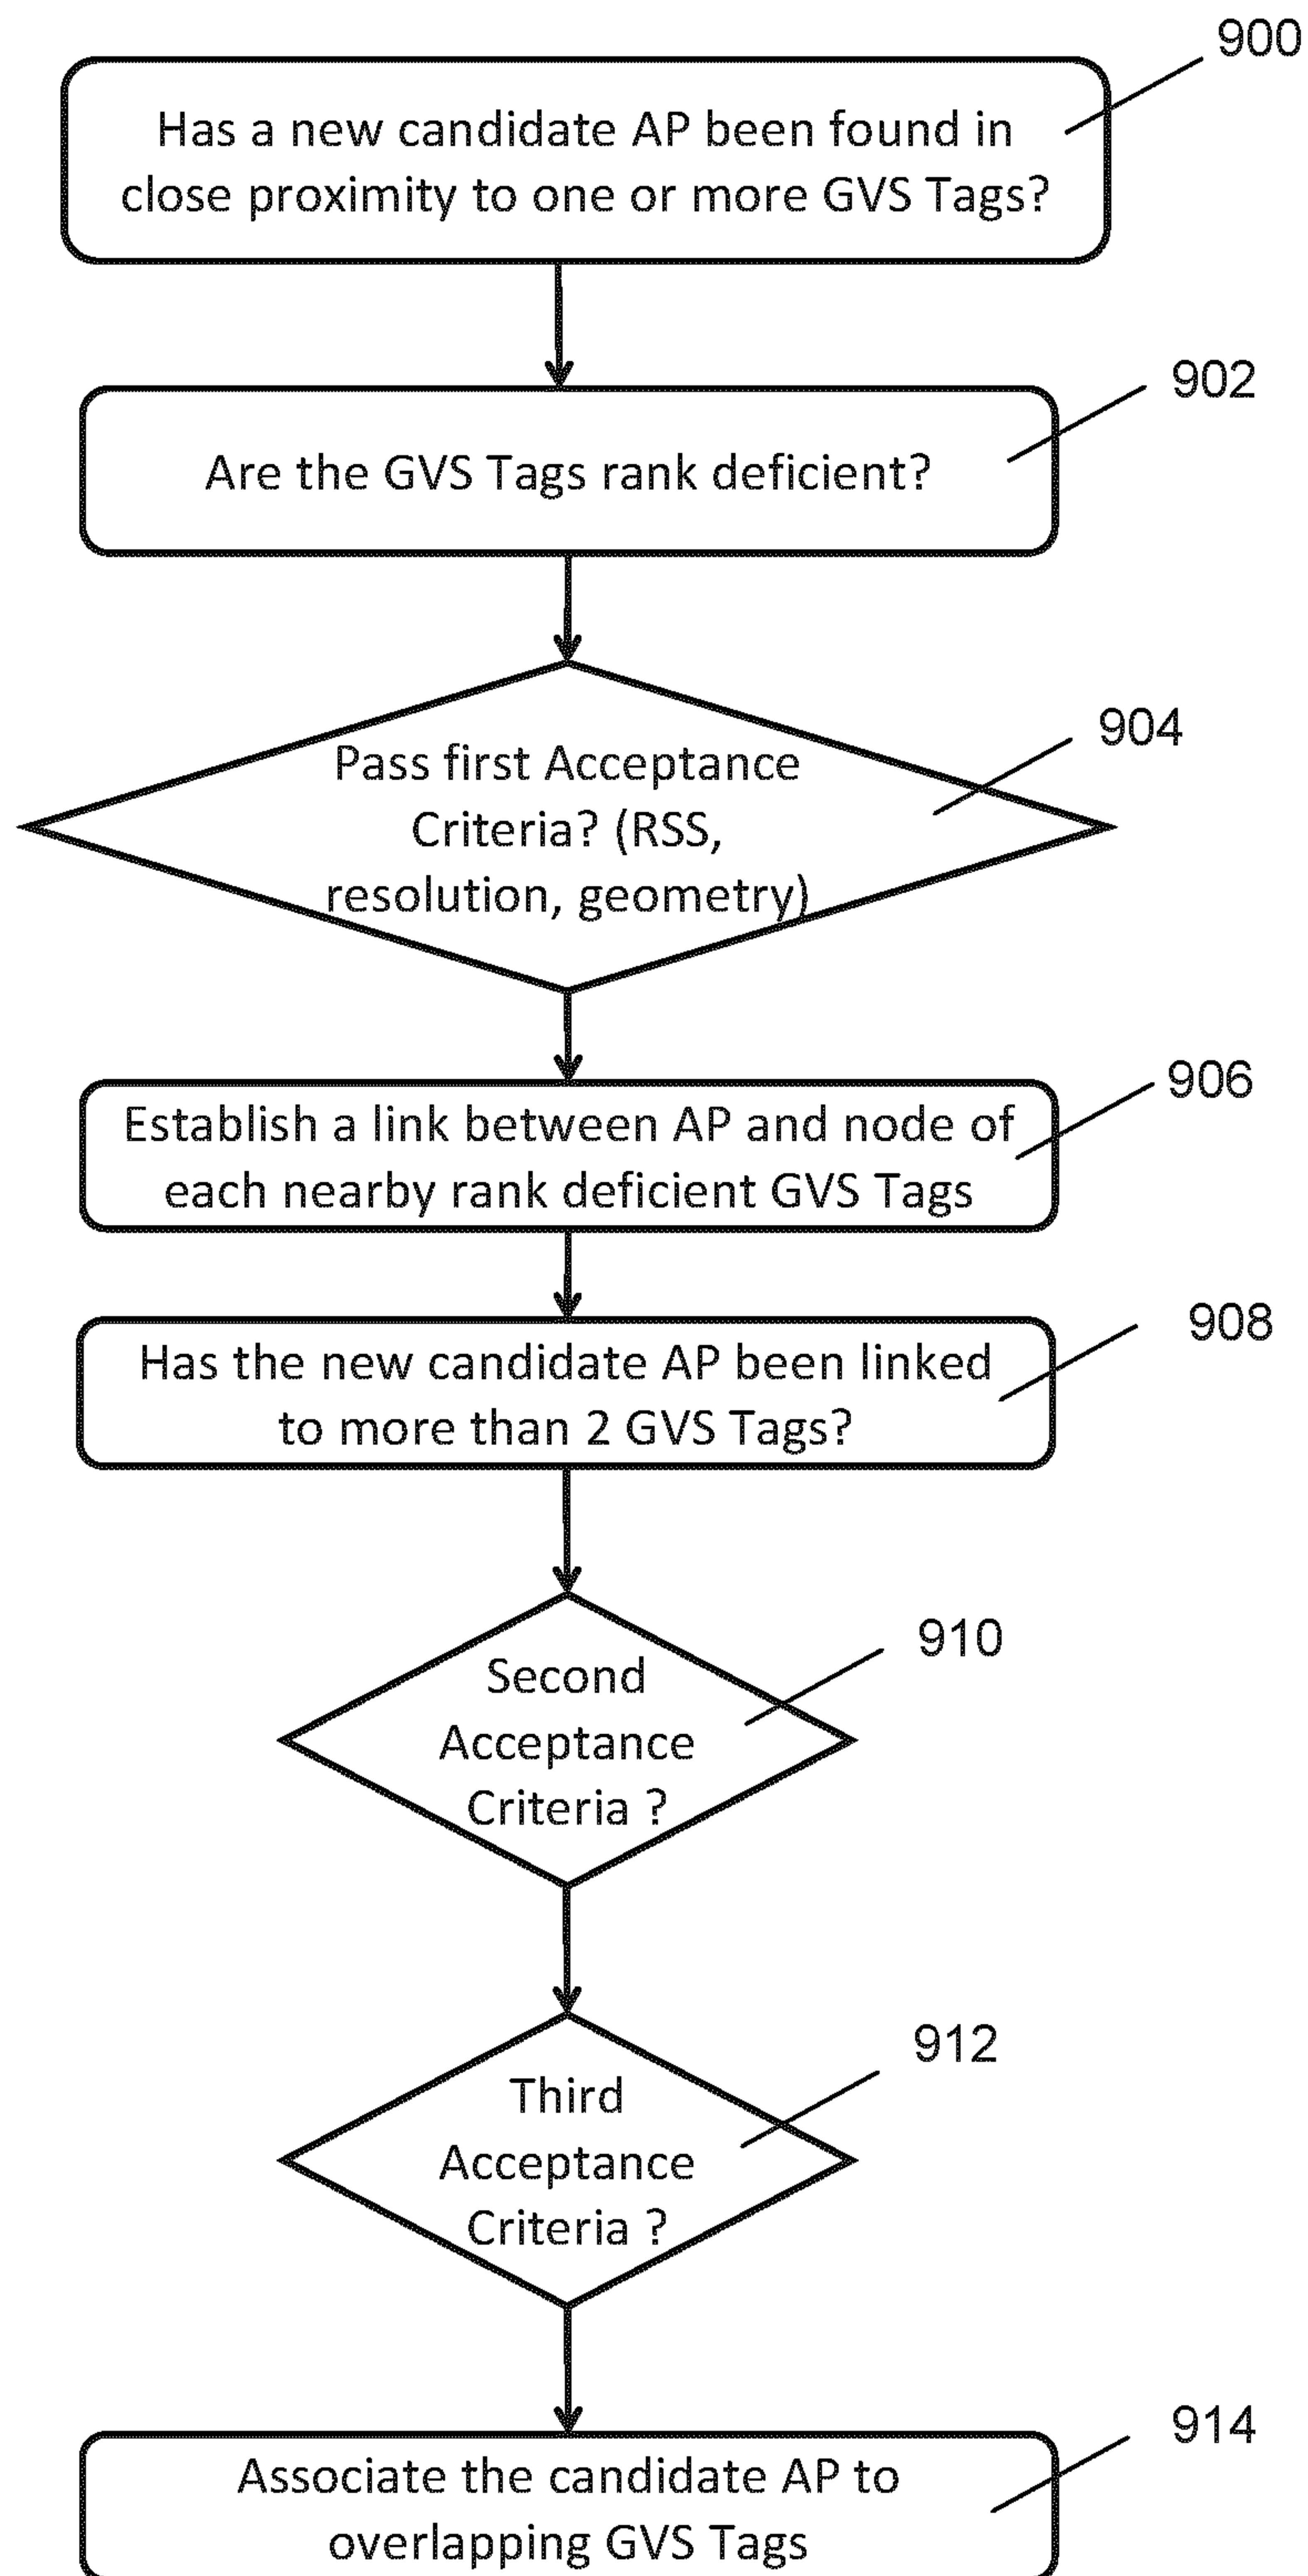 900
Has a new candidate AP been found in
close proximity to one or more GVS Tags?
902
Are the GVS Tags rank deficient?
904
Pass first Acceptance
Criteria? (RSS,
resolution, geometry)
906
Establish a link between AP and node of
each nearby rank deficient GVS Tags
908
Has the new candidate AP been linked
to more than 2 GVS Tags?
910
Second
Acceptance
Criteria ?
912
Third
Acceptance
Criteria ?
914
Associate the candidate AP to
overlapping GVS Tags